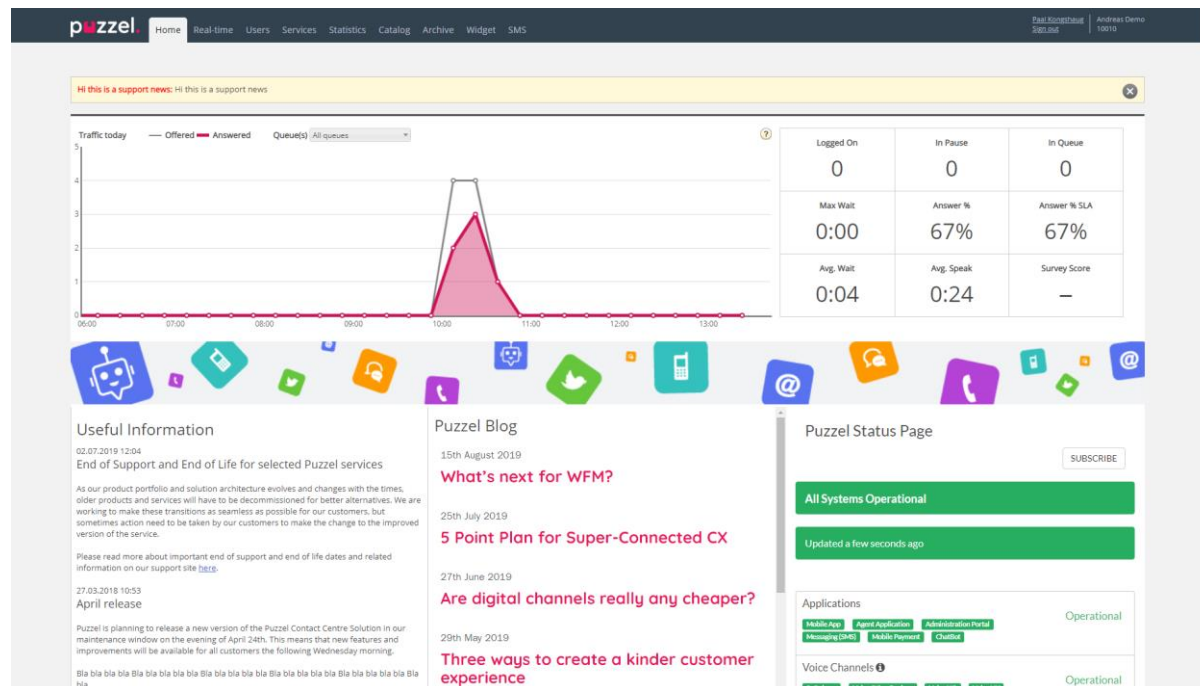 puzzel.
Home Real-time Users Services Statistics Catalog Archive Widget SMS
Paal Kongshaug
Sign out
Andreas Demo
10010
Hi this is a support news: Hi this is a support news
Traffic today Offered Answered Queue(s) All queues
?
5
4
3
2
1
0
06:00 07:00 08:00 09:00 10:00 11:00 12:00 13:00
Logged On In Pause In Queue
0 0 0
Max Wait Answer % Answer % SLA
0:00 67% 67%
Avg. Wait Avg. Speak Survey Score
0:04 0:24 –
Useful Information
02.07.2019 12:04
End of Support and End of Life for selected Puzzel services
As our product portfolio and solution architecture evolves and changes with the times,
older products and services will have to be decommissioned for better alternatives. We are
working to make these transitions as seamless as possible for our customers, but
sometimes action need to be taken by our customers to make the change to the improved
version of the service.
Please read more about important end of support and end of life dates and related
information on our support site here.
27.03.2018 10:53
April release
Puzzel is planning to release a new version of the Puzzel Contact Centre Solution in our
maintenance window on the evening of April 24th. This means that new features and
improvements will be available for all customers the following Wednesday morning.
Bla bla bla bla Bla bla bla bla Bla bla bla bla Bla bla bla bla Bla bla bla bla Bla bla bla bla Bla
bla
Puzzel Blog
15th August 2019
What's next for WFM?
25th July 2019
5 Point Plan for Super-Connected CX
27th June 2019
Are digital channels really any cheaper?
29th May 2019
Three ways to create a kinder customer
experience
Puzzel Status Page
SUBSCRIBE
All Systems Operational
Updated a few seconds ago
Applications
Operational
Mobile App Agent Application Administration Portal
Messaging (SMS) Mobile Payment ChatBot
Voice Channels
Operational